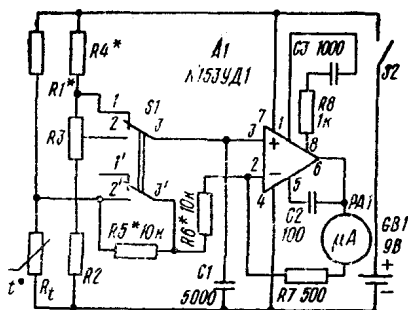 R4*
A1
К153УД1
C3 1000
S2
R1*
1
S1
2
3
R3
7
1
R8
1к
3
+
8
2
−
6
1'
2'
3'
4
5
R5* 10к
R6* 10к
C2
100
PA1
μA
GB1
9В
+
−
t°
Rt
R2
C1
5000
R7 500